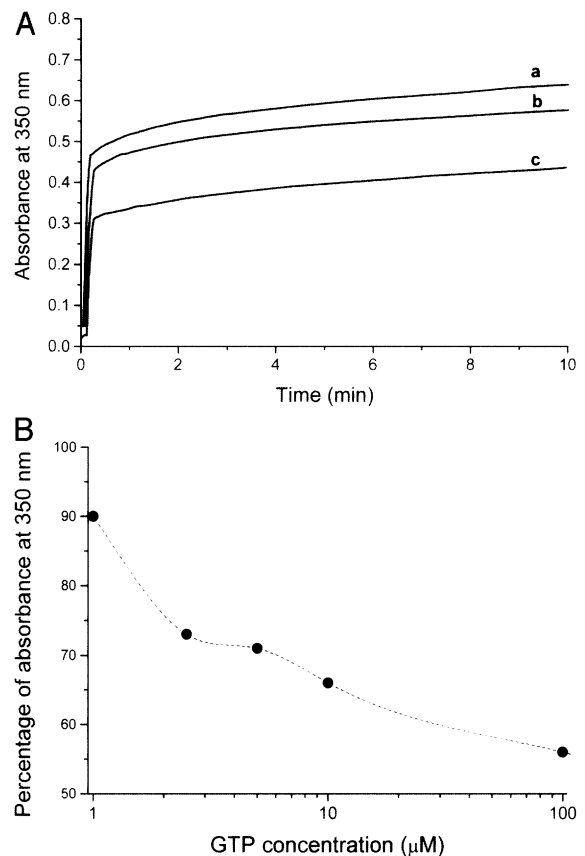 A
0.8
0.7
0.6
0.5
0.4
0.3
0.2
0.1
0.0
Absorbance at 350 nm
a
b
c
0 2 4 6 8 10
Time (min)
B
100
90
80
70
60
50
Percentage of absorbance at 350 nm
1 10 100
GTP concentration (μM)